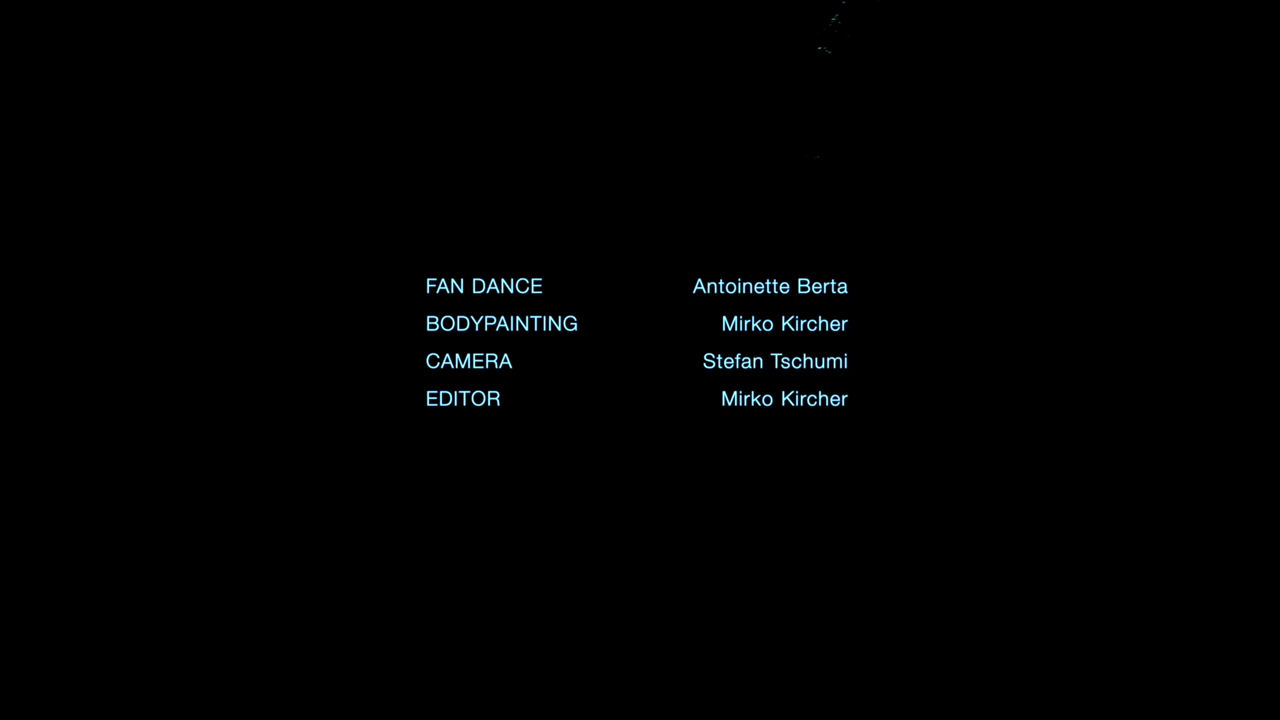 FAN DANCE Antoinette Berta
BODYPAINTING Mirko Kircher
CAMERA Stefan Tschumi
EDITOR Mirko Kircher